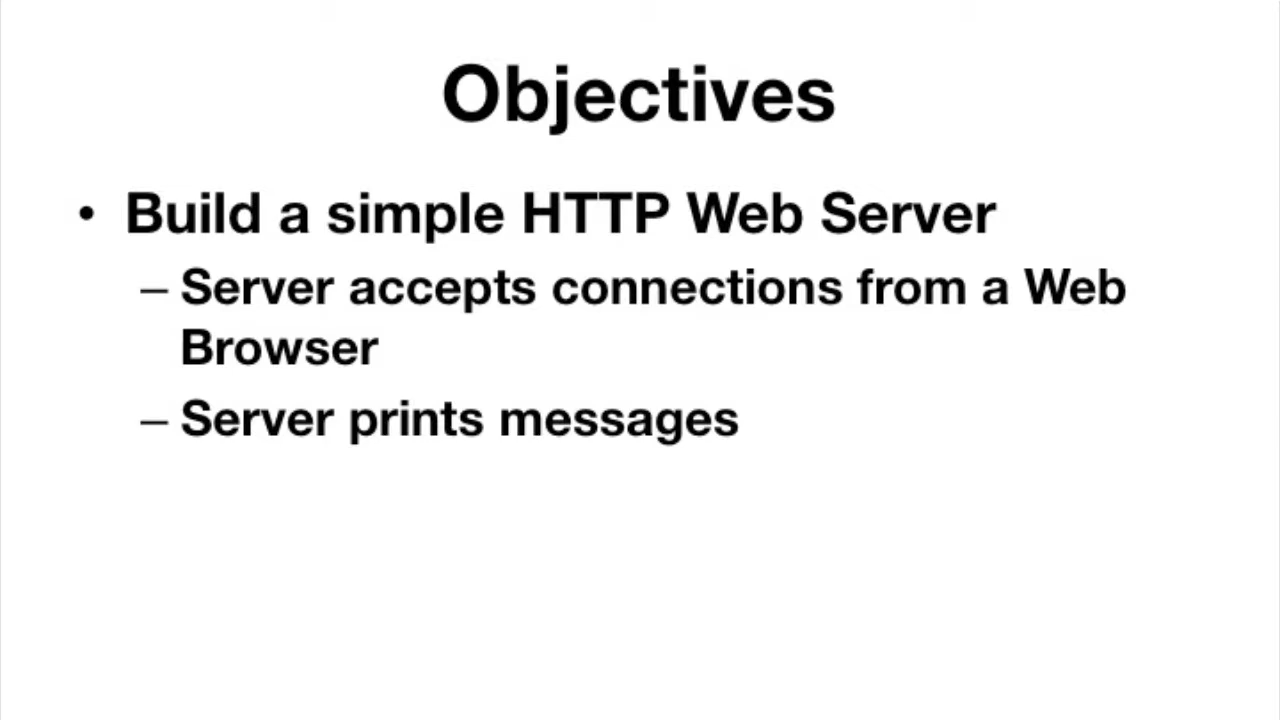 Objectives
• Build a simple HTTP Web Server
– Server accepts connections from a Web
Browser
– Server prints messages